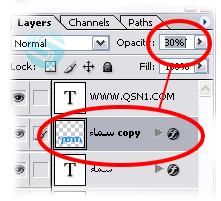 Layers Channels Paths
Normal Opacity: 30%
Lock: Fill: 100%
T WWW.QSN1.COM
سماء copy
T سماء